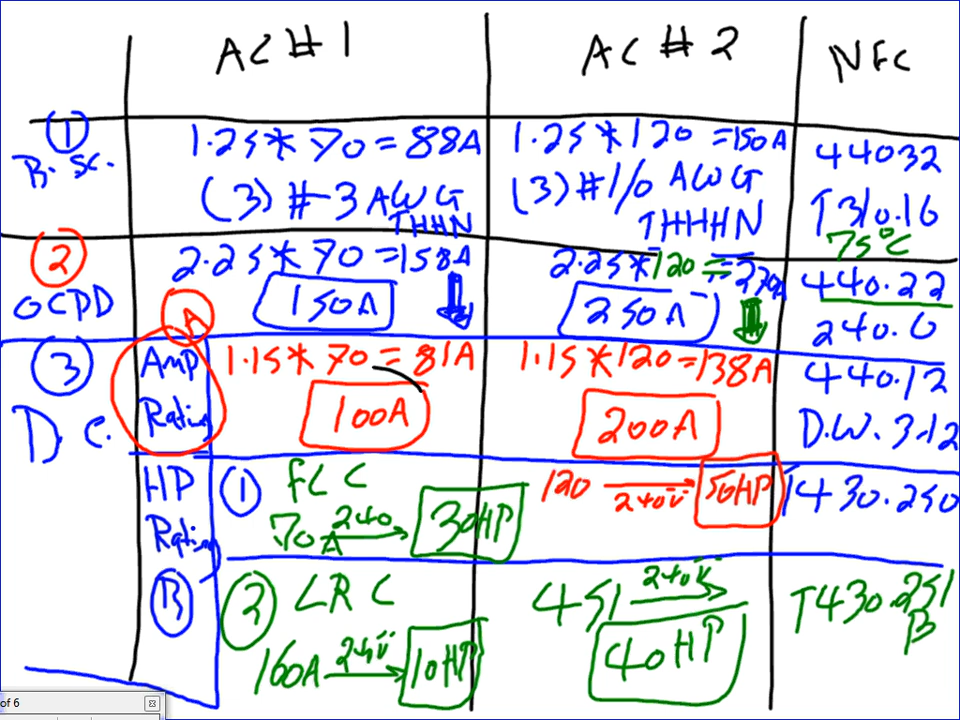 AC # 1 AC # 2 NEC
1 1.25 * 70 = 88A 1.25 * 120 = 150A 44032
B. SC. (3) # 3 AWG (3) #1/0 AWG T310.16
THHN THHHN 75°C
2 2.25 * 70 = 158A 2.25 * 120 = 270A 440.22
OCPD 150A 250A 240.6
A
3 Amp 1.15 * 70 = 81A 1.15 * 120 = 138A 440.12
D.C. Rating 100A 200A D.W. 3.12
HP 1 FLC 120 240V 50HP T430.250
Rating 70A 240 30HP
B 2 LRC 451 240V T430.251
B
160A 240V 10HP 40HP
of 6